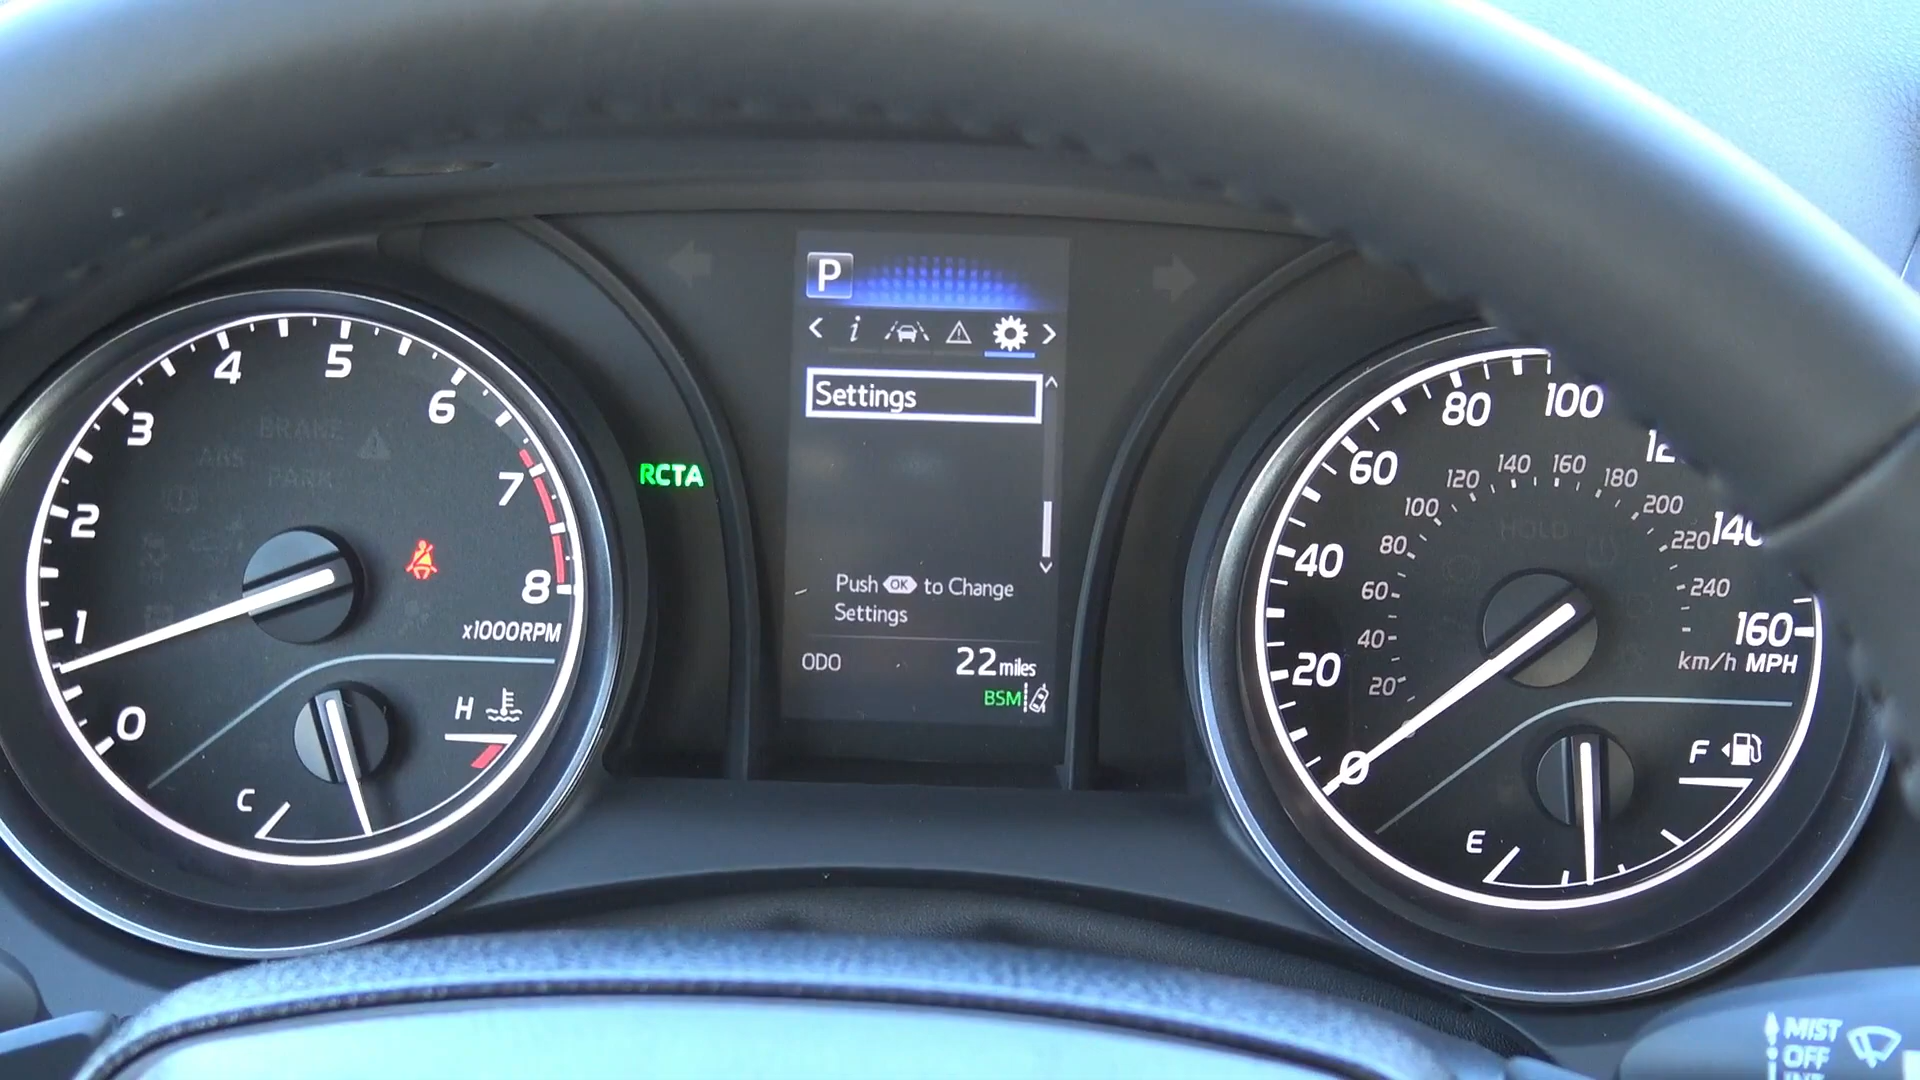 P
i
Settings
Push OK to Change
Settings
ODO 22 miles
BSM
RCTA
BRAKE
ABS
PARK
0 1 2 3 4 5 6 7 8
x1000RPM
H
C
0 20 40 60 80 100 140 160
20 40 60 80 100 120 140 160 180 200 220 240
km/h MPH
HOLD
F
E
MIST
OFF